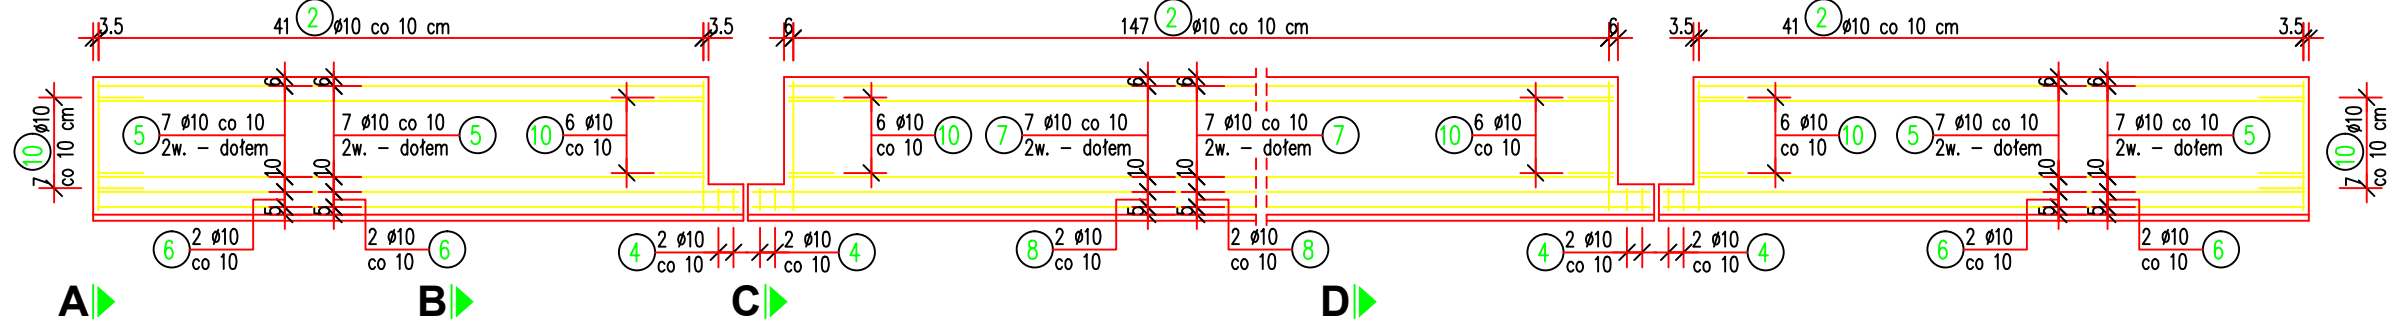 3.5 41 2 ø10 co 10 cm 3.5 6 147 2 ø10 co 10 cm 6 3.5 41 2 ø10 co 10 cm 3.5
6 6 6 6 6 6
10 7 ø10 co 10 cm
5 7 ø10 co 10 2w. – dołem
7 ø10 co 10 2w. – dołem 5
10 6 ø10 co 10
6 ø10 co 10 10
7 7 ø10 co 10 2w. – dołem
7 ø10 co 10 2w. – dołem 7
10 6 ø10 co 10
6 ø10 co 10 10
5 7 ø10 co 10 2w. – dołem
7 ø10 co 10 2w. – dołem 5
10 7 ø10 co 10 cm
10 10 10 10 10 10
5 5 5 5 5 5
6 2 ø10 co 10
2 ø10 co 10 6
4 2 ø10 co 10
2 ø10 co 10 4
8 2 ø10 co 10
2 ø10 co 10 8
4 2 ø10 co 10
2 ø10 co 10 4
6 2 ø10 co 10
2 ø10 co 10 6
A B C D